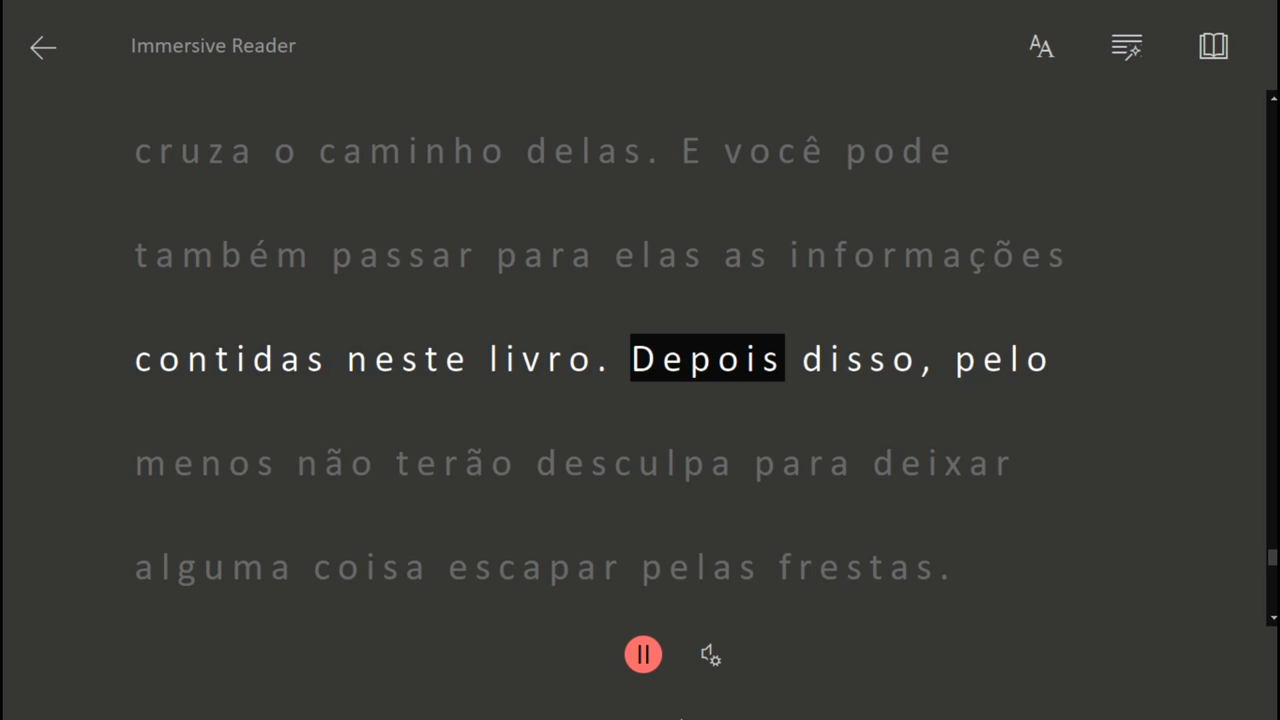 Immersive Reader
cruza o caminho delas. E você pode
também passar para elas as informações
contidas neste livro. Depois disso, pelo
menos não terão desculpa para deixar
alguma coisa escapar pelas frestas.